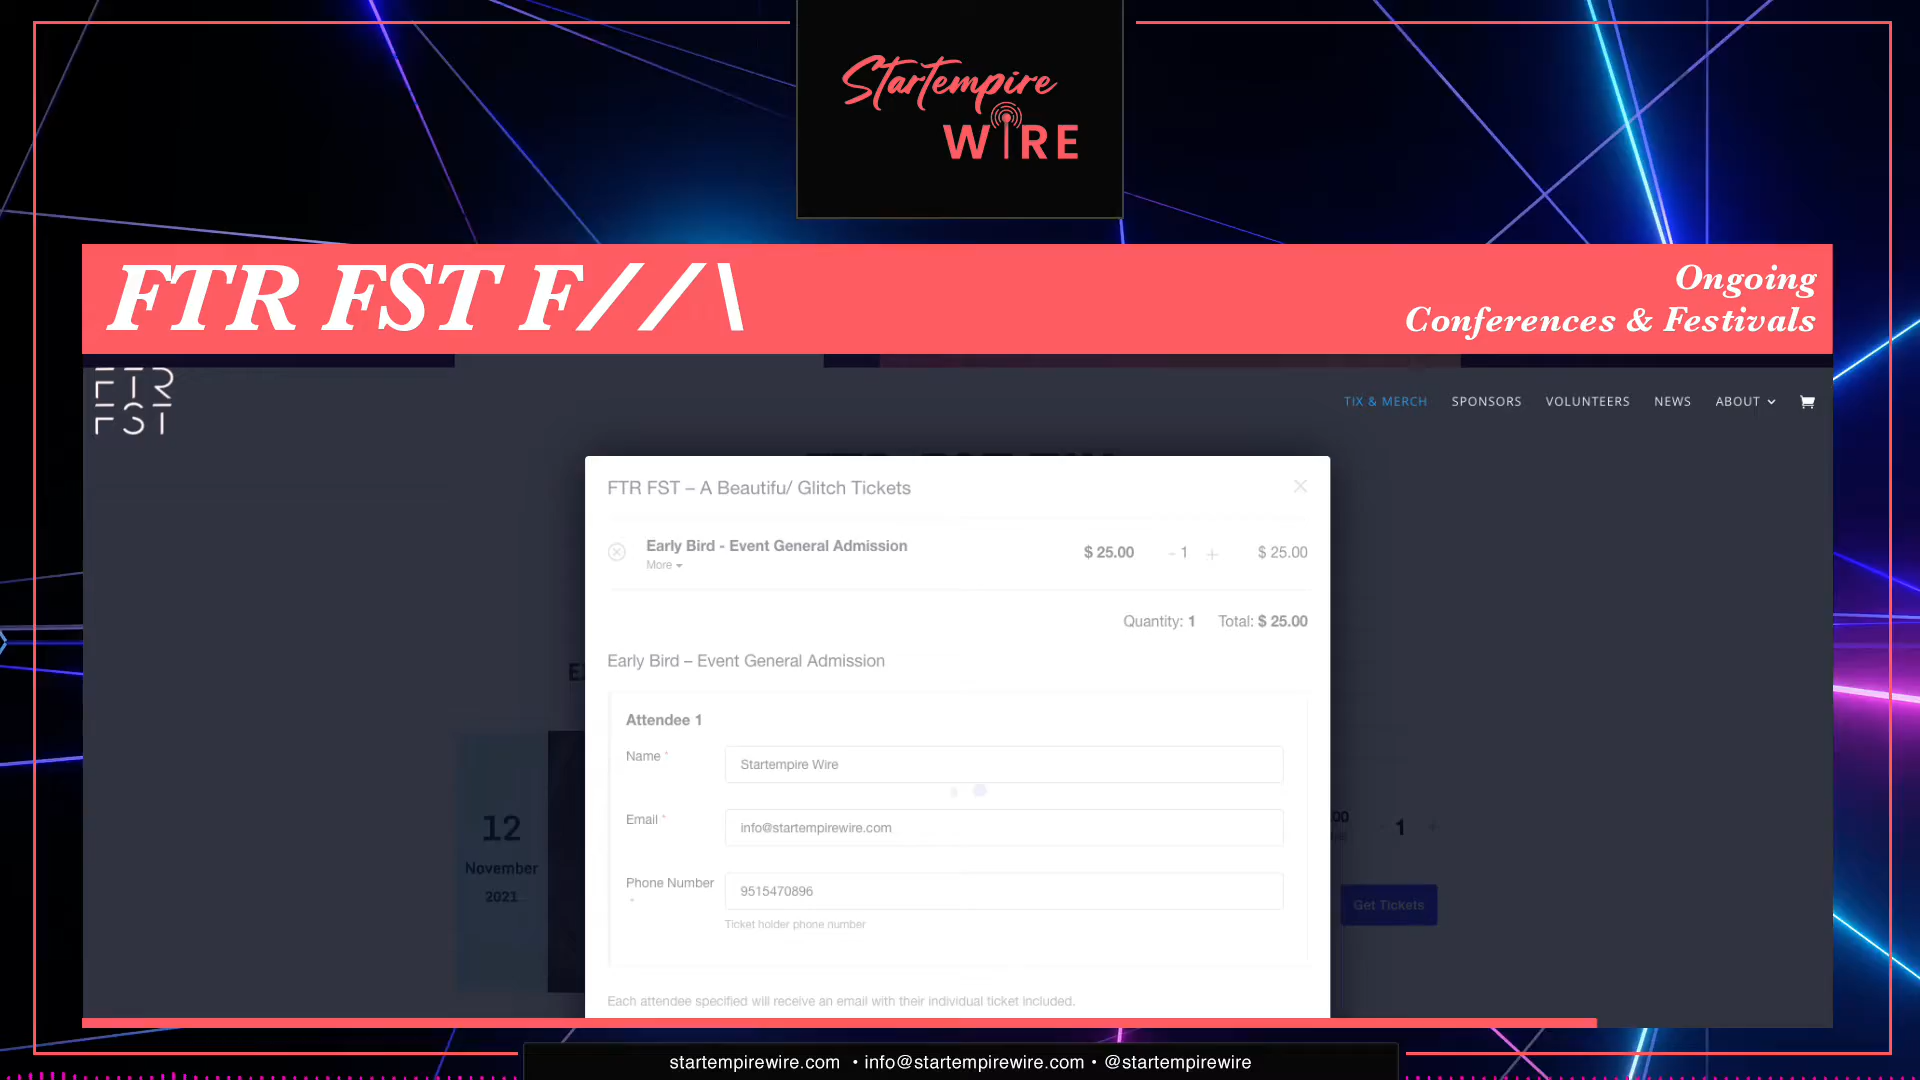 Startempire
WIRE
FTR FST F//\
Ongoing
Conferences & Festivals
FTR
FST
TIX & MERCH SPONSORS VOLUNTEERS NEWS ABOUT
FTR FST – A Beautifu/ Glitch Tickets
Early Bird - Event General Admission $ 25.00 - 1 + $ 25.00
More
Quantity: 1 Total: $ 25.00
Early Bird – Event General Admission
Attendee 1
Name *
Startempire Wire
Email *
info@startempirewire.com
Phone Number
*
9515470896
Ticket holder phone number
Each attendee specified will receive an email with their individual ticket included.
12
November
2021
- 1 +
Get Tickets
startempirewire.com • info@startempirewire.com • @startempirewire